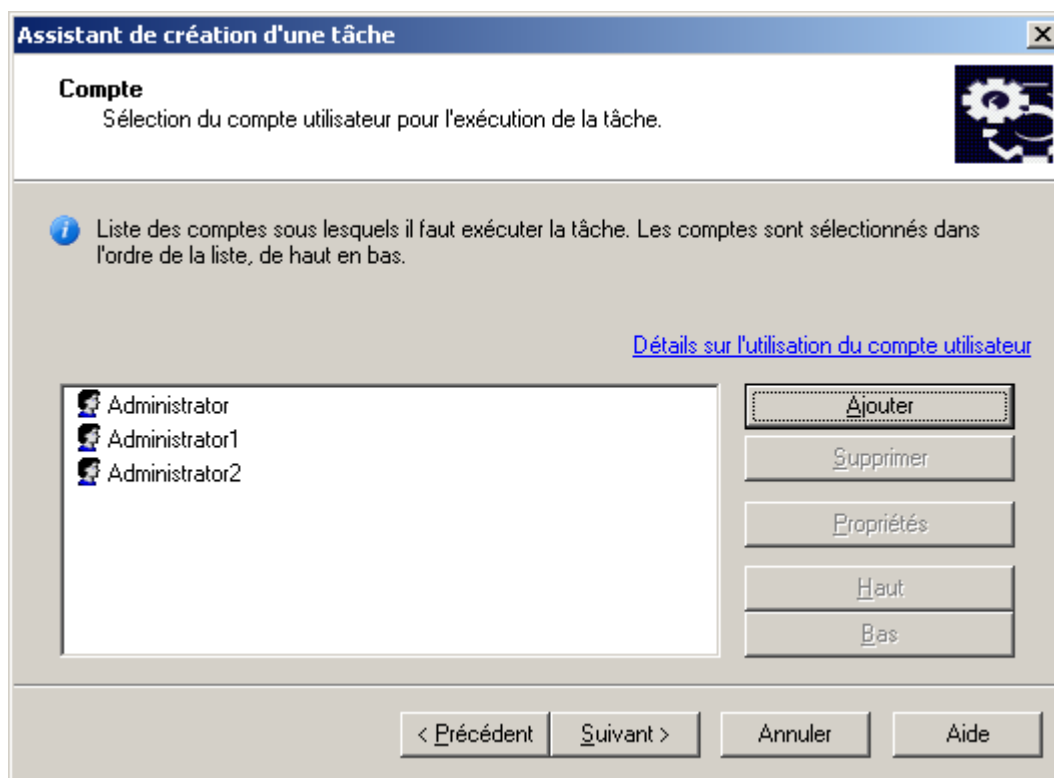 Assistant de création d'une tâche
Compte
Sélection du compte utilisateur pour l'exécution de la tâche.
Liste des comptes sous lesquels il faut exécuter la tâche. Les comptes sont sélectionnés dans
l'ordre de la liste, de haut en bas.
Détails sur l'utilisation du compte utilisateur
Administrator
Administrator1
Administrator2
Ajouter
Supprimer
Propriétés
Haut
Bas
< Précédent
Suivant >
Annuler
Aide